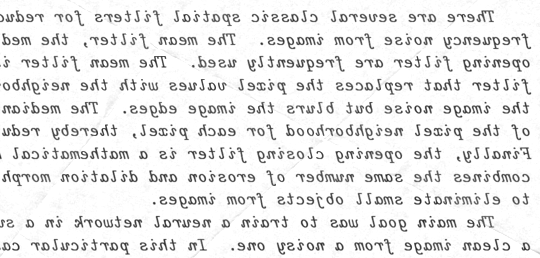 There are several classic spatial filters for reduc
frequency noise from images. The mean filter, the med
opening filter are frequently used. The mean filter i
filter that replaces the pixel values with the neighbo
the image noise but blurs the image edges. The median
of the pixel neighborhood for each pixel, thereby redu
Finally, the opening closing filter is a mathematical
combines the same number of erosion and dilation morph
to eliminate small objects from images.
The main goal was to train a neural network in a su
a clean image from a noisy one. In this particular ca